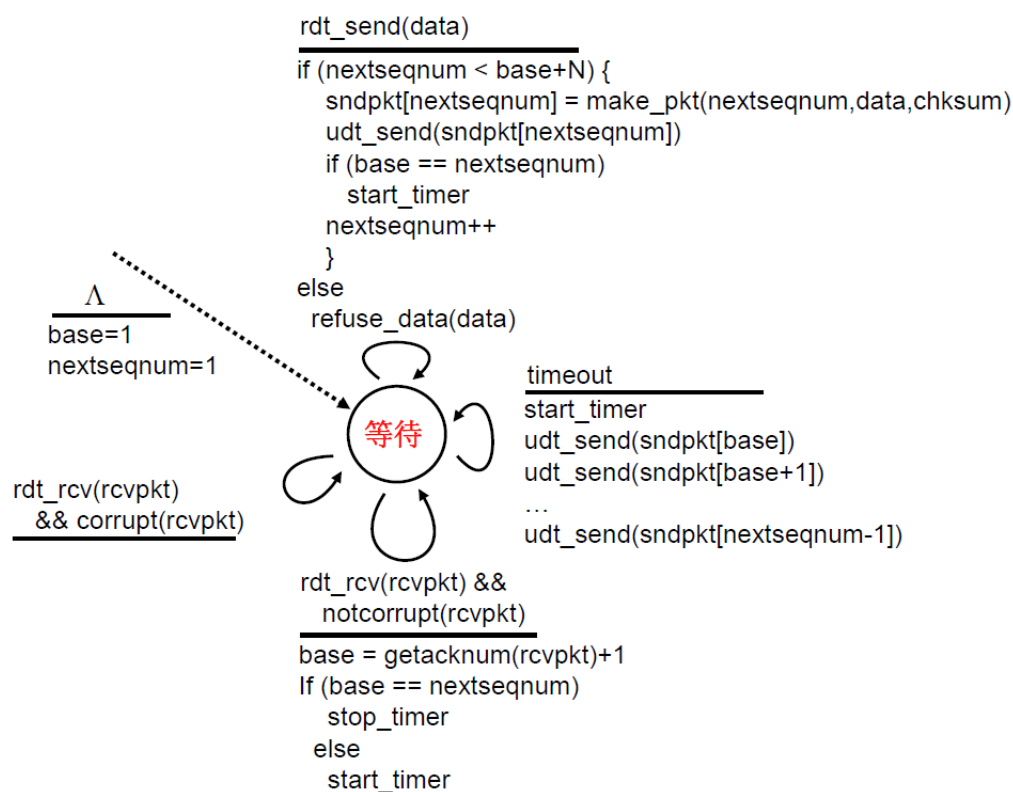 rdt_send(data)
if (nextseqnum < base+N) {
sndpkt[nextseqnum] = make_pkt(nextseqnum,data,chksum)
udt_send(sndpkt[nextseqnum])
if (base == nextseqnum)
start_timer
nextseqnum++
}
else
refuse_data(data)
Λ
base=1
nextseqnum=1
等待
timeout
start_timer
udt_send(sndpkt[base])
udt_send(sndpkt[base+1])
…
udt_send(sndpkt[nextseqnum-1])
rdt_rcv(rcvpkt)
&& corrupt(rcvpkt)
rdt_rcv(rcvpkt) &&
notcorrupt(rcvpkt)
base = getacknum(rcvpkt)+1
If (base == nextseqnum)
stop_timer
else
start_timer